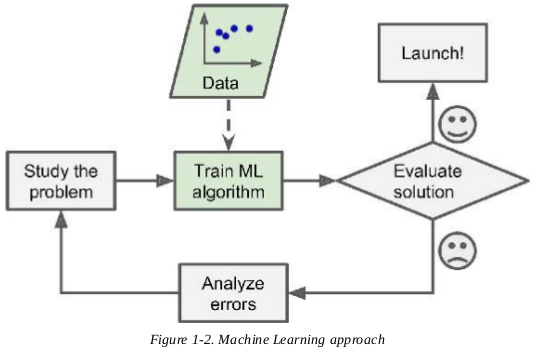 Data
Launch!
Study the
problem
Train ML
algorithm
Evaluate
solution
Analyze
errors
Figure 1-2. Machine Learning approach